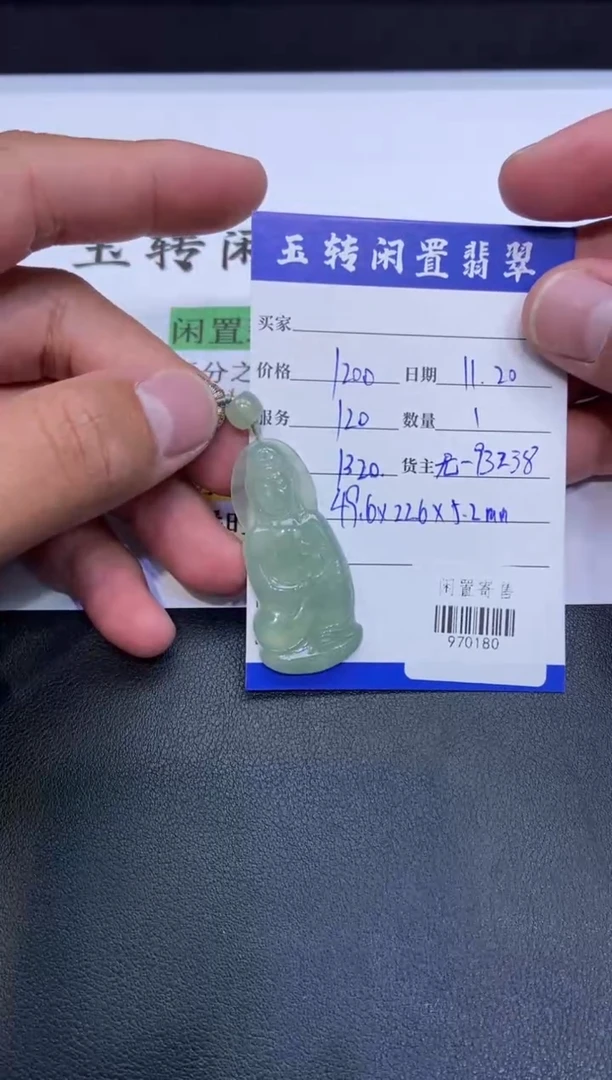 玉转闲
闲置
分之
玉转闲置翡翠
买家
价格 1200 日期 11.20
服务 120 数量 1
1320 货主 -93238
49.6x22.6x5.2mm
闲置寄售
970180